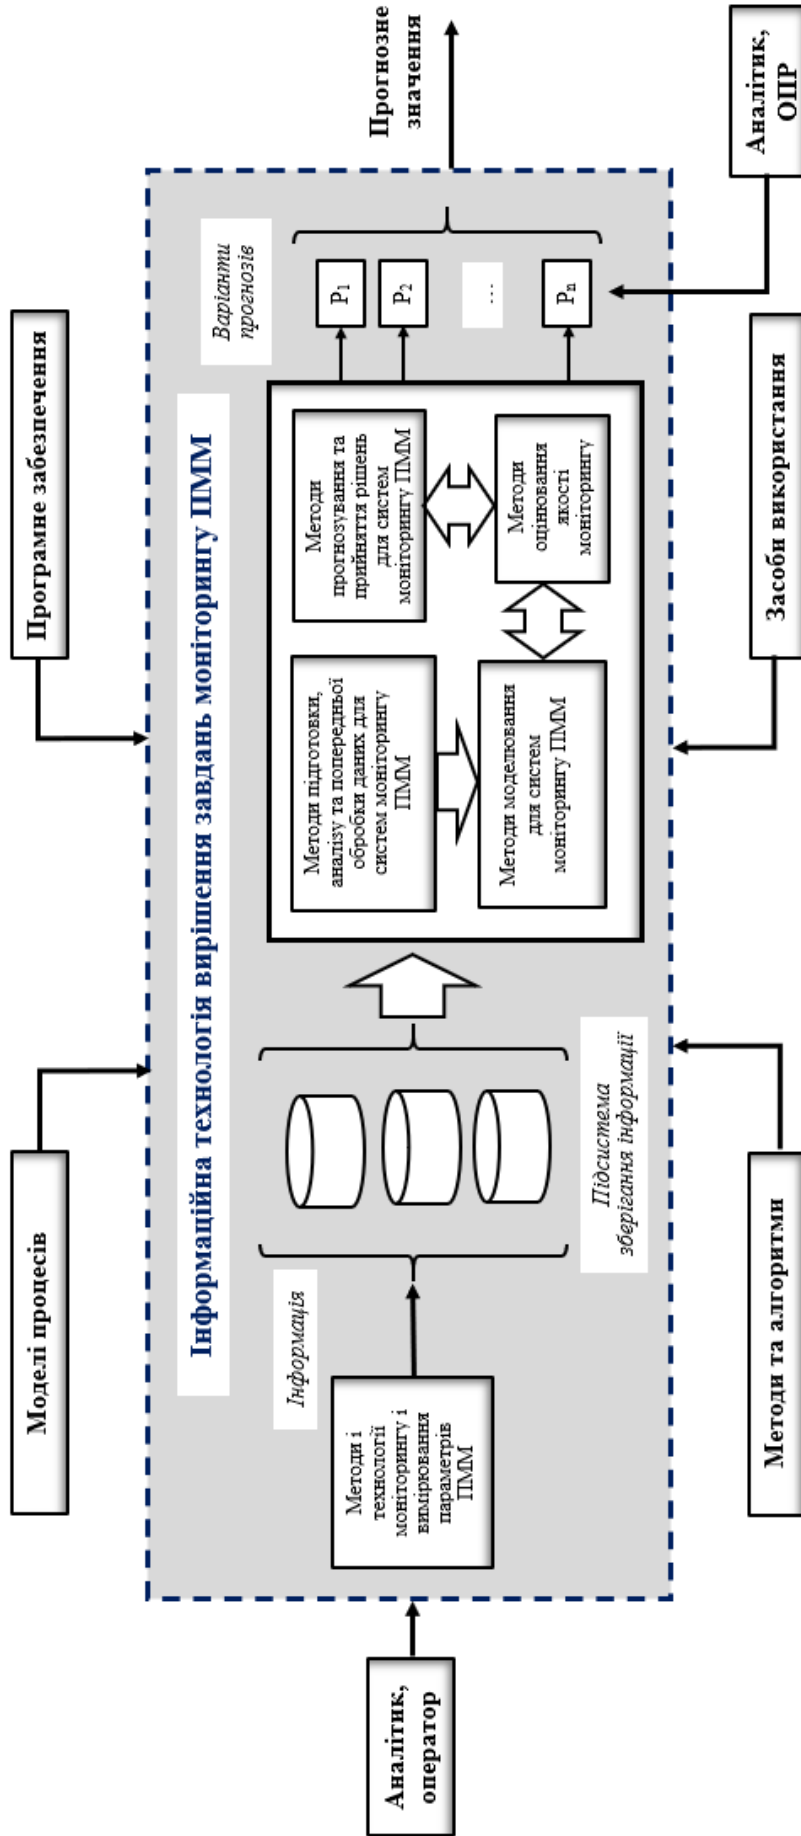 Моделі процесів
Програмне забезпечення
Інформаційна технологія вирішення завдань моніторингу ПММ
Аналітик,
оператор
Методи і
технології
моніторингу і
вимірювання
параметрів
ПММ
Інформація
Підсистема
зберігання інформації
Методи підготовки,
аналізу та попередньої
обробки даних для
систем моніторингу
ПММ
Методи
прогнозування та
прийняття рішень
для систем
моніторингу ПММ
Методи моделювання
для систем
моніторингу ПММ
Методи
оцінювання
якості
моніторингу
Варіанти
прогнозів
P1
P2
...
Pn
Прогнозне
значення
Методи та алгоритми
Засоби використання
Аналітик,
ОПР